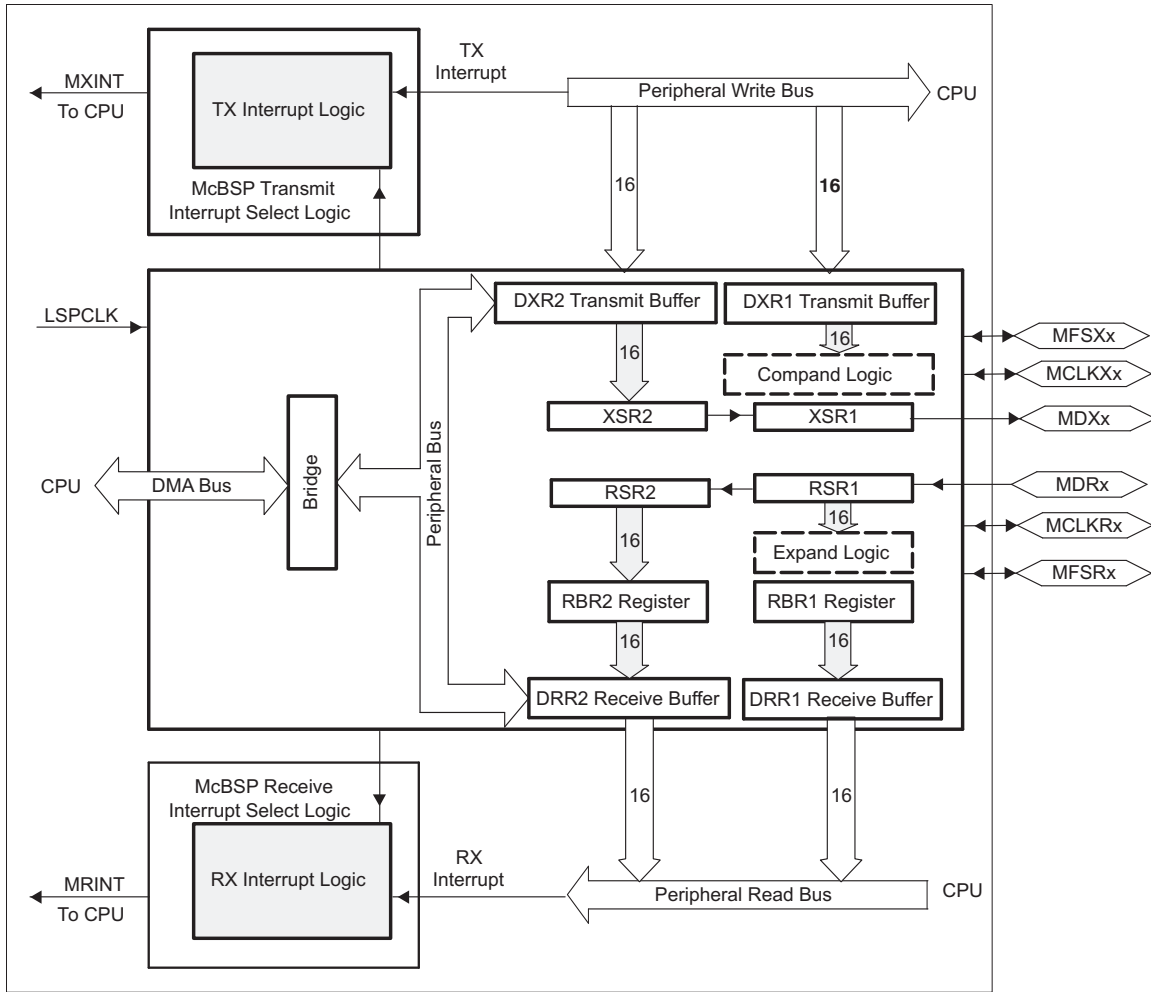 TX
Interrupt
MXINT
To CPU
TX Interrupt Logic
Peripheral Write Bus
CPU
McBSP Transmit
Interrupt Select Logic
16
16
LSPCLK
DXR2 Transmit Buffer
DXR1 Transmit Buffer
16
16
Compand Logic
XSR2
XSR1
MFSXx
MCLKXx
MDXx
CPU
DMA Bus
Bridge
Peripheral Bus
RSR2
RSR1
16
16
Expand Logic
MDRx
MCLKRx
MFSRx
RBR2 Register
RBR1 Register
16
16
DRR2 Receive Buffer
DRR1 Receive Buffer
McBSP Receive
Interrupt Select Logic
16
16
RX Interrupt Logic
RX
Interrupt
MRINT
To CPU
Peripheral Read Bus
CPU